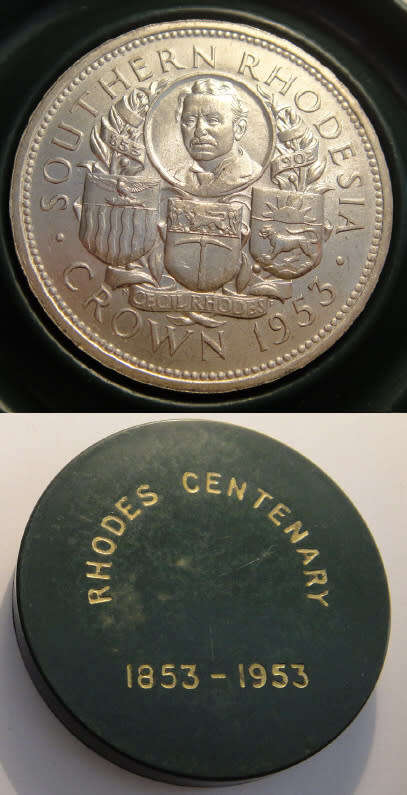 SOUTHERN RHODESIA
1853
1902
CECIL RHODES
· CROWN 1953 ·
RHODES CENTENARY
1853 - 1953